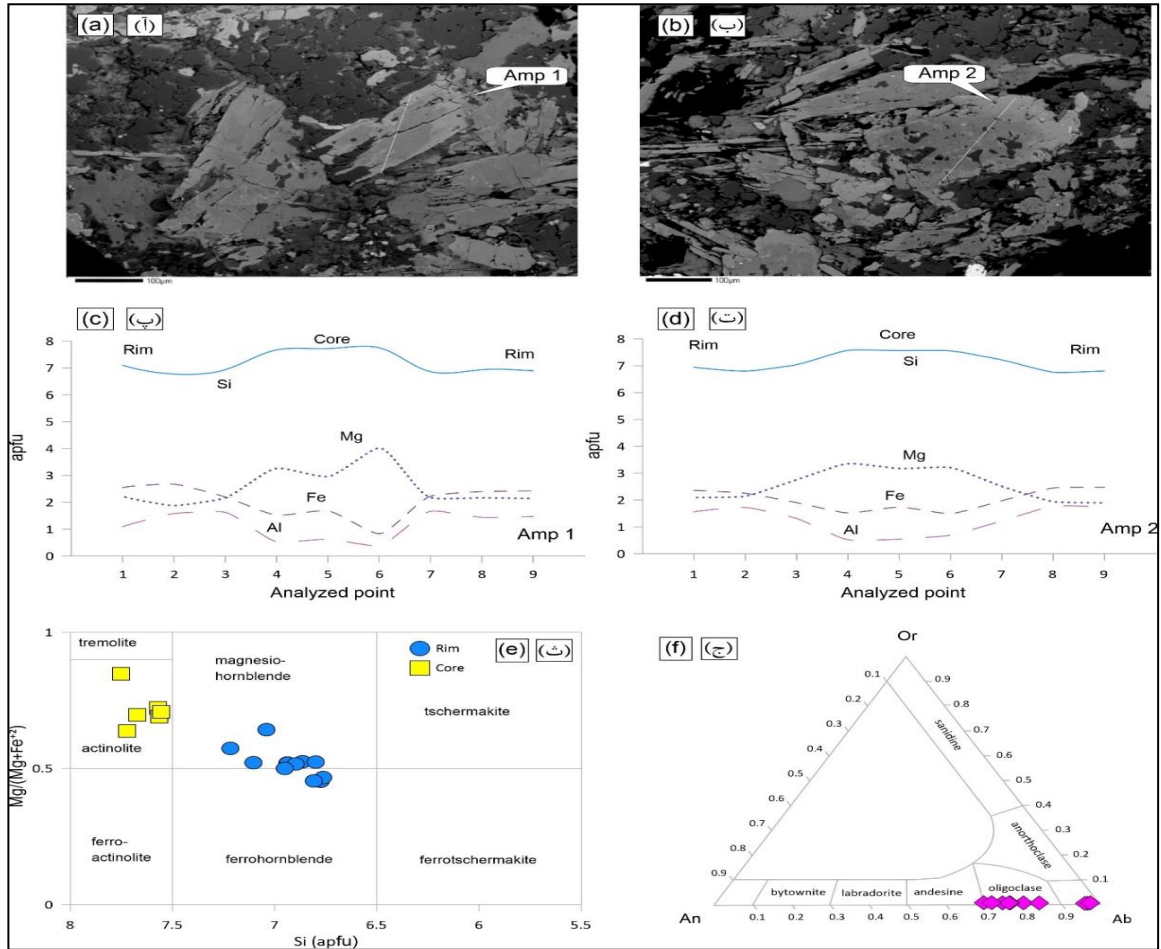 (a) (آ)
Amp 1
100µm
(b) (ب)
Amp 2
100µm
(c) (پ)
8
7
6
5
4
3
2
1
0
apfu
Rim
Core
Rim
Si
Mg
Fe
Al
Amp 1
1 2 3 4 5 6 7 8 9
Analyzed point
(d) (ت)
8
7
6
5
4
3
2
1
0
apfu
Rim
Core
Rim
Si
Mg
Fe
Al
Amp 2
1 2 3 4 5 6 7 8 9
Analyzed point
(e) (ث)
Rim
Core
1
0.5
0
Mg/(Mg+Fe⁺²)
tremolite
magnesio-
hornblende
tschermakite
actinolite
ferro-
actinolite
ferrohornblende
ferrotschermakite
8 7.5 6.5 5.5
Si (apfu)
(f) (ج)
Or
0.1
0.2
0.3
0.4
0.5
0.6
0.7
0.8
0.9
0.9
0.8
0.7
0.6
0.5
0.4
0.3
0.2
0.1
sanidine
anorthoclase
bytownite labradorite andesine oligoclase
An
0.1 0.2 0.3 0.4 0.5 0.6 0.7 0.8 0.9
Ab